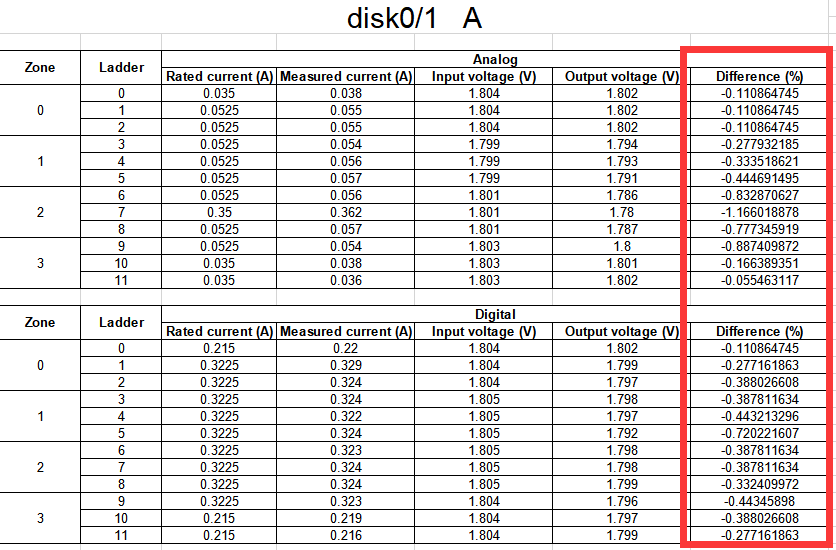 disk0/1 A
Zone Ladder Analog
Rated current (A) Measured current (A) Input voltage (V) Output voltage (V) Difference (%)
0 0 0.035 0.038 1.804 1.802 -0.110864745
1 0.0525 0.055 1.804 1.802 -0.110864745
2 0.0525 0.055 1.804 1.802 -0.110864745
1 3 0.0525 0.054 1.799 1.794 -0.277932185
4 0.0525 0.056 1.799 1.793 -0.333518621
5 0.0525 0.057 1.799 1.791 -0.444691495
2 6 0.0525 0.056 1.801 1.786 -0.832870627
7 0.35 0.362 1.801 1.78 -1.166018878
8 0.0525 0.057 1.801 1.787 -0.777345919
3 9 0.0525 0.054 1.803 1.8 -0.887409872
10 0.035 0.038 1.803 1.801 -0.166389351
11 0.035 0.036 1.803 1.802 -0.055463117
Zone Ladder Digital
Rated current (A) Measured current (A) Input voltage (V) Output voltage (V) Difference (%)
0 0 0.215 0.22 1.804 1.802 -0.110864745
1 0.3225 0.329 1.804 1.799 -0.277161863
2 0.3225 0.324 1.804 1.797 -0.388026608
1 3 0.3225 0.324 1.805 1.798 -0.387811634
4 0.3225 0.322 1.805 1.797 -0.443213296
5 0.3225 0.324 1.805 1.792 -0.720221607
2 6 0.3225 0.323 1.805 1.798 -0.387811634
7 0.3225 0.324 1.805 1.798 -0.387811634
8 0.3225 0.324 1.805 1.799 -0.332409972
3 9 0.3225 0.323 1.804 1.796 -0.44345898
10 0.215 0.219 1.804 1.797 -0.388026608
11 0.215 0.216 1.804 1.799 -0.277161863